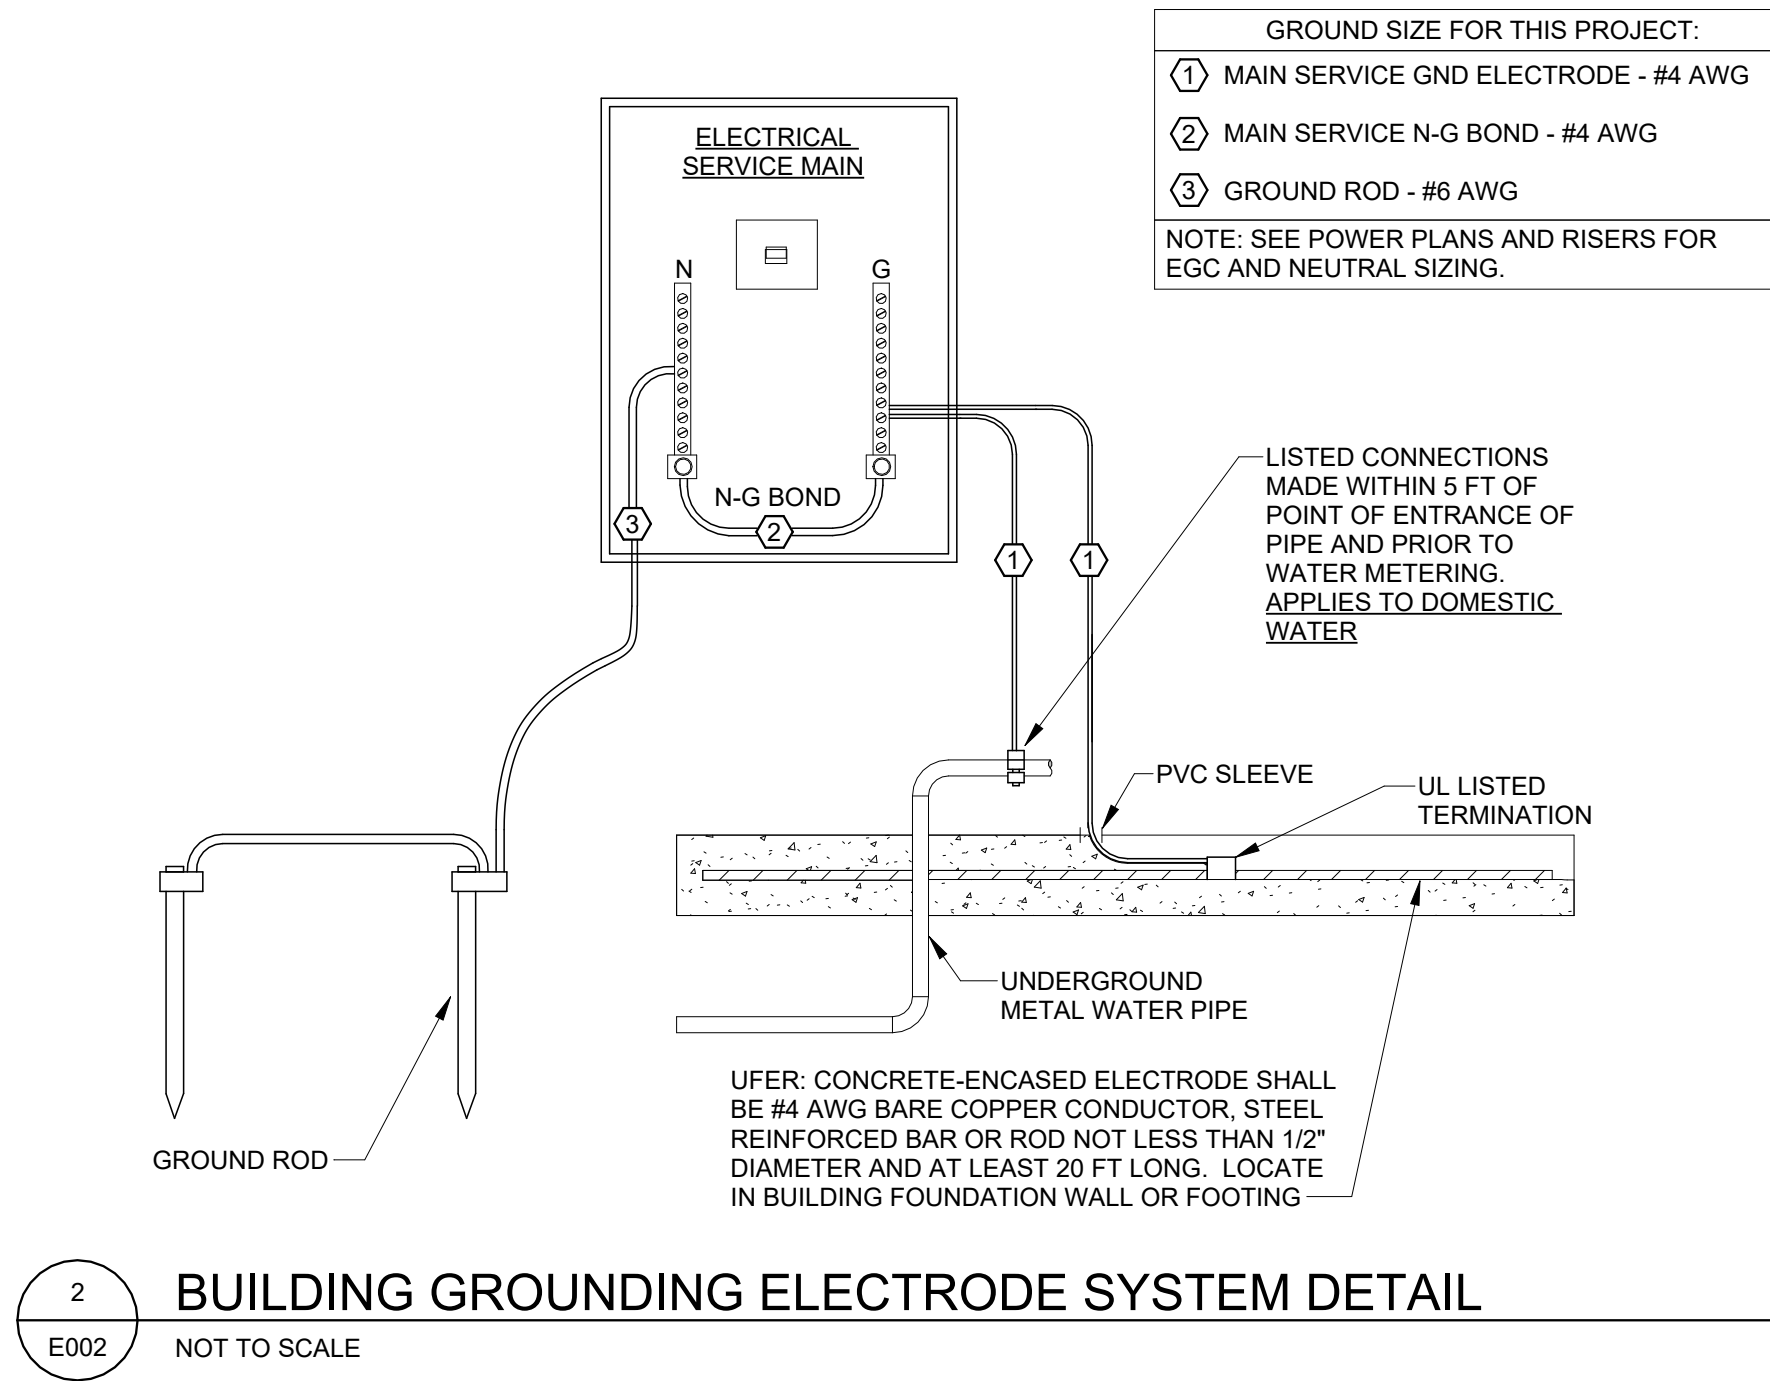 GROUND SIZE FOR THIS PROJECT:
1 MAIN SERVICE GND ELECTRODE - #4 AWG
2 MAIN SERVICE N-G BOND - #4 AWG
3 GROUND ROD - #6 AWG
NOTE: SEE POWER PLANS AND RISERS FOR
EGC AND NEUTRAL SIZING.
ELECTRICAL
SERVICE MAIN
N
G
N-G BOND
3
2
1
1
LISTED CONNECTIONS
MADE WITHIN 5 FT OF
POINT OF ENTRANCE OF
PIPE AND PRIOR TO
WATER METERING.
APPLIES TO DOMESTIC
WATER
PVC SLEEVE
UL LISTED
TERMINATION
UNDERGROUND
METAL WATER PIPE
GROUND ROD
UFER: CONCRETE-ENCASED ELECTRODE SHALL
BE #4 AWG BARE COPPER CONDUCTOR, STEEL
REINFORCED BAR OR ROD NOT LESS THAN 1/2"
DIAMETER AND AT LEAST 20 FT LONG. LOCATE
IN BUILDING FOUNDATION WALL OR FOOTING
2
E002
BUILDING GROUNDING ELECTRODE SYSTEM DETAIL
NOT TO SCALE